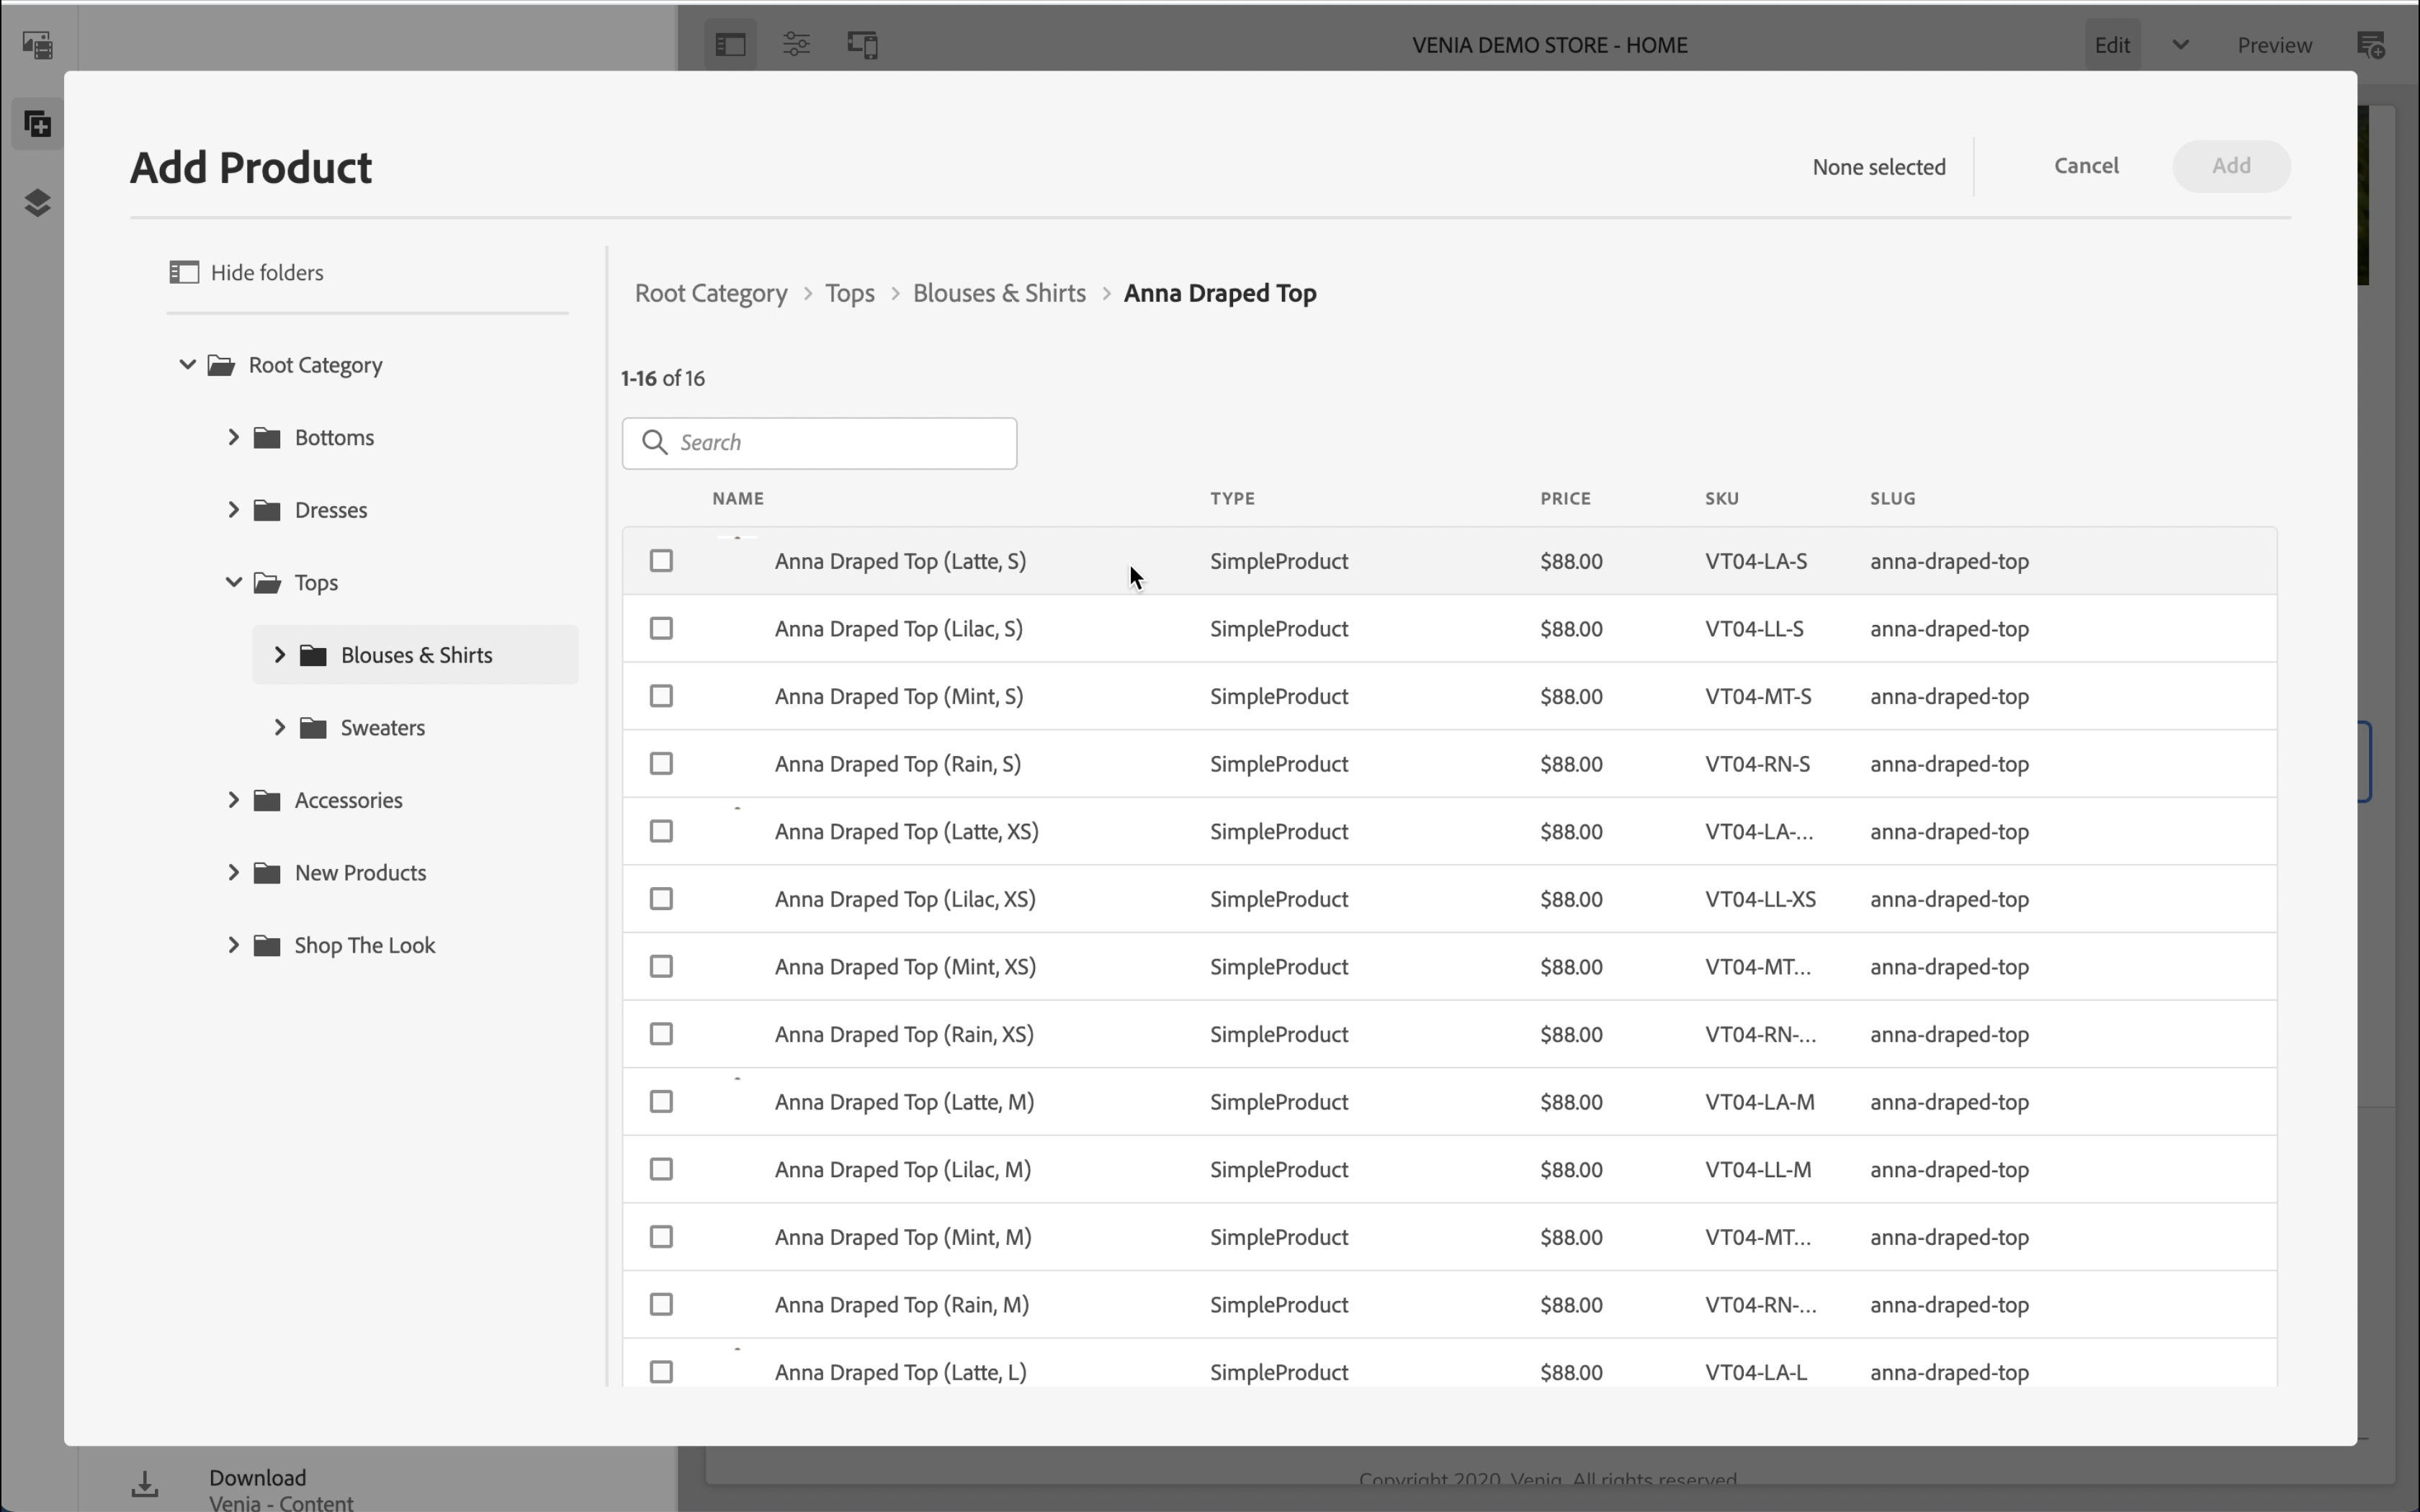 VENIA DEMO STORE - HOME
Edit
Preview
Add Product
None selected
Cancel
Add
Hide folders
Root Category
Bottoms
Dresses
Tops
Blouses & Shirts
Sweaters
Accessories
New Products
Shop The Look
Root Category > Tops > Blouses & Shirts > Anna Draped Top
1-16 of 16
Search
NAME TYPE PRICE SKU SLUG
Anna Draped Top (Latte, S) SimpleProduct $88.00 VT04-LA-S anna-draped-top
Anna Draped Top (Lilac, S) SimpleProduct $88.00 VT04-LL-S anna-draped-top
Anna Draped Top (Mint, S) SimpleProduct $88.00 VT04-MT-S anna-draped-top
Anna Draped Top (Rain, S) SimpleProduct $88.00 VT04-RN-S anna-draped-top
Anna Draped Top (Latte, XS) SimpleProduct $88.00 VT04-LA-... anna-draped-top
Anna Draped Top (Lilac, XS) SimpleProduct $88.00 VT04-LL-XS anna-draped-top
Anna Draped Top (Mint, XS) SimpleProduct $88.00 VT04-MT... anna-draped-top
Anna Draped Top (Rain, XS) SimpleProduct $88.00 VT04-RN-... anna-draped-top
Anna Draped Top (Latte, M) SimpleProduct $88.00 VT04-LA-M anna-draped-top
Anna Draped Top (Lilac, M) SimpleProduct $88.00 VT04-LL-M anna-draped-top
Anna Draped Top (Mint, M) SimpleProduct $88.00 VT04-MT... anna-draped-top
Anna Draped Top (Rain, M) SimpleProduct $88.00 VT04-RN-... anna-draped-top
Anna Draped Top (Latte, L) SimpleProduct $88.00 VT04-LA-L anna-draped-top
Download
Venia - Content
Copyright 2020, Venia. All rights reserved